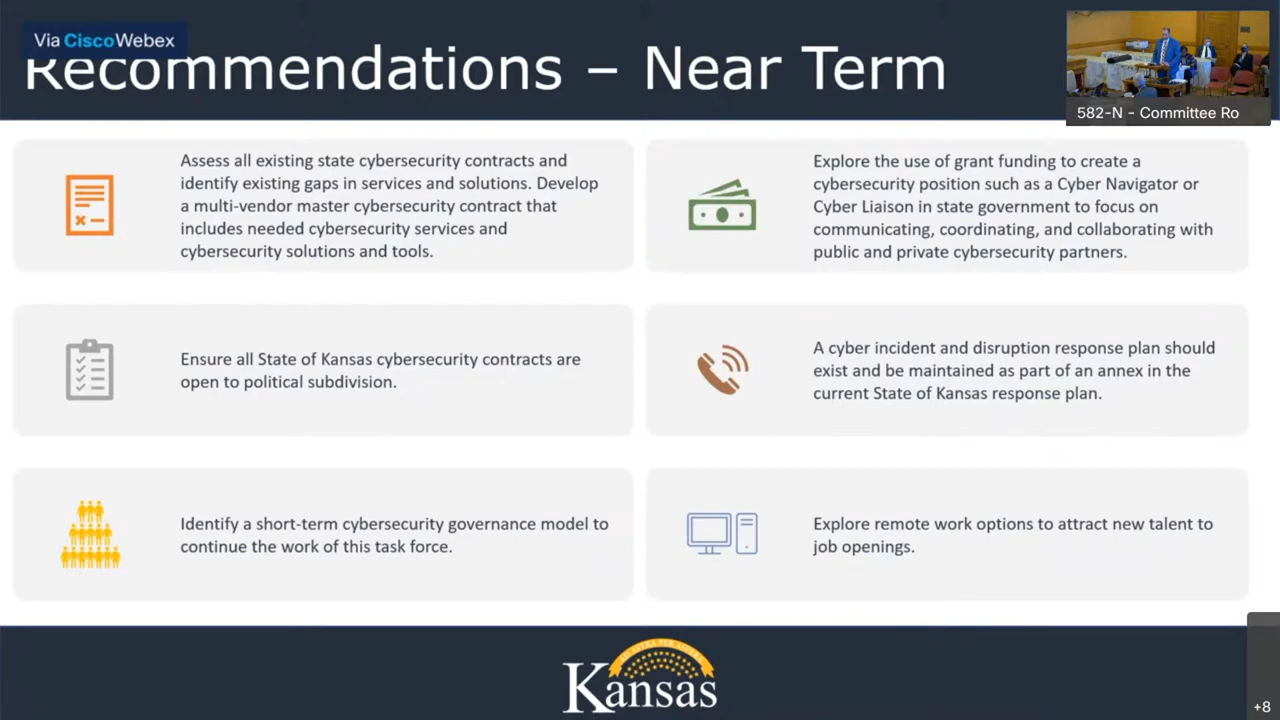 Via CiscoWebex
Recommendations – Near Term
582-N - Committee Ro
Assess all existing state cybersecurity contracts and
identify existing gaps in services and solutions. Develop
a multi-vendor master cybersecurity contract that
includes needed cybersecurity services and
cybersecurity solutions and tools.
Explore the use of grant funding to create a
cybersecurity position such as a Cyber Navigator or
Cyber Liaison in state government to focus on
communicating, coordinating, and collaborating with
public and private cybersecurity partners.
Ensure all State of Kansas cybersecurity contracts are
open to political subdivision.
A cyber incident and disruption response plan should
exist and be maintained as part of an annex in the
current State of Kansas response plan.
Identify a short-term cybersecurity governance model to
continue the work of this task force.
Explore remote work options to attract new talent to
job openings.
AD ASTRA PER ASPERA
Kansas
+8